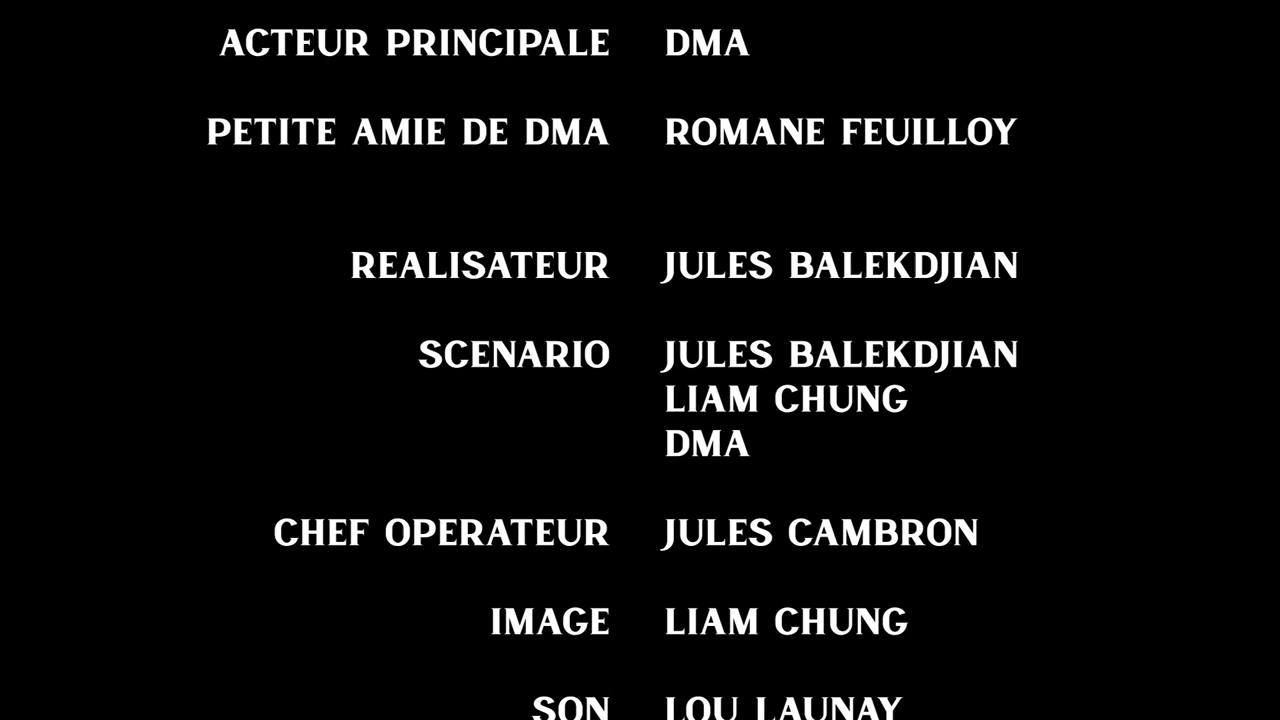 ACTEUR PRINCIPALE DMA
PETITE AMIE DE DMA ROMANE FEUILLOY
REALISATEUR JULES BALEKDJIAN
SCENARIO JULES BALEKDJIAN
LIAM CHUNG
DMA
CHEF OPERATEUR JULES CAMBRON
IMAGE LIAM CHUNG
SON LOU LAUNAY